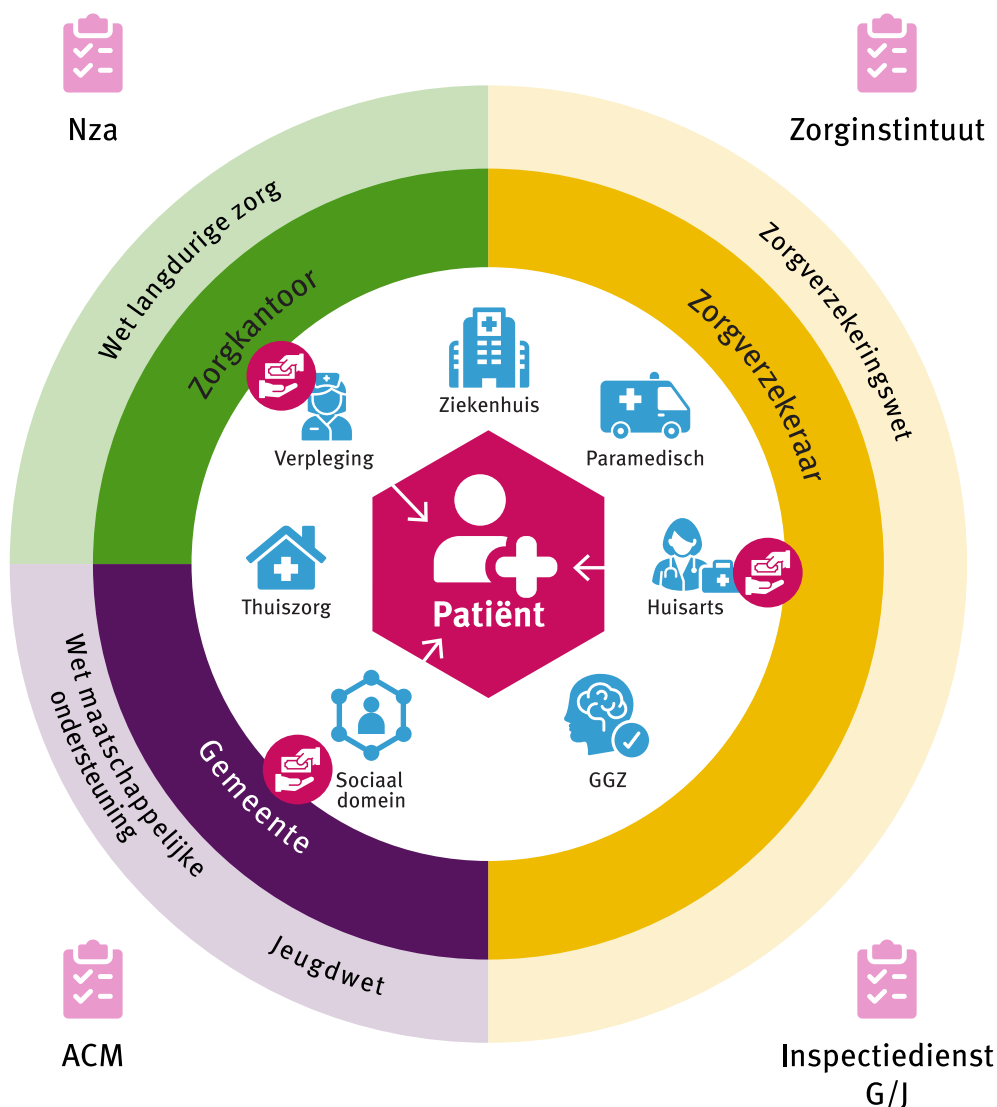 Nza
Zorginstintuut
Wet langdurige zorg
Zorgkantoor
Zorgverzekeraar
Zorgverzekeringswet
Ziekenhuis
Verpleging
Paramedisch
Thuiszorg
Patiënt
Huisarts
Sociaal
domein
GGZ
Gemeente
Wet maatschappelijke
ondersteuning
Jeugdwet
ACM
Inspectiedienst
G/J